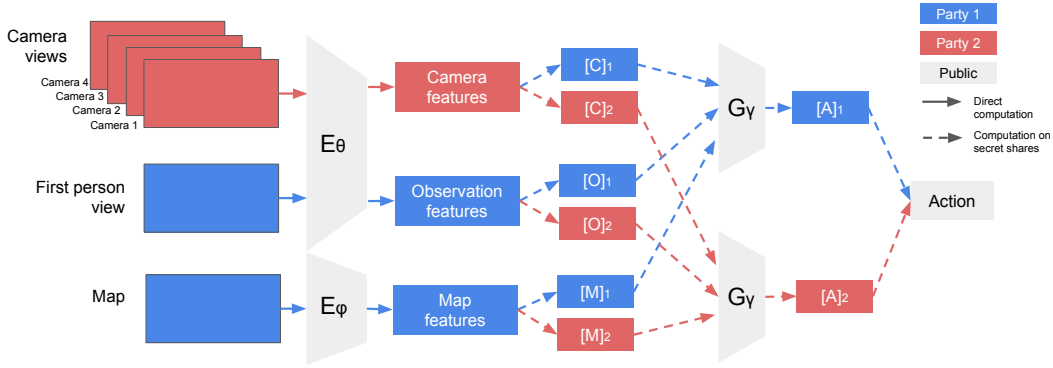 Camera
views
Camera 4
Camera 3
Camera 2
Camera 1
First person
view
Map
Eθ
Eφ
Camera
features
Observation
features
Map
features
[C]1
[C]2
[O]1
[O]2
[M]1
[M]2
Gγ
Gγ
[A]1
[A]2
Action
Party 1
Party 2
Public
Direct
computation
Computation on
secret shares